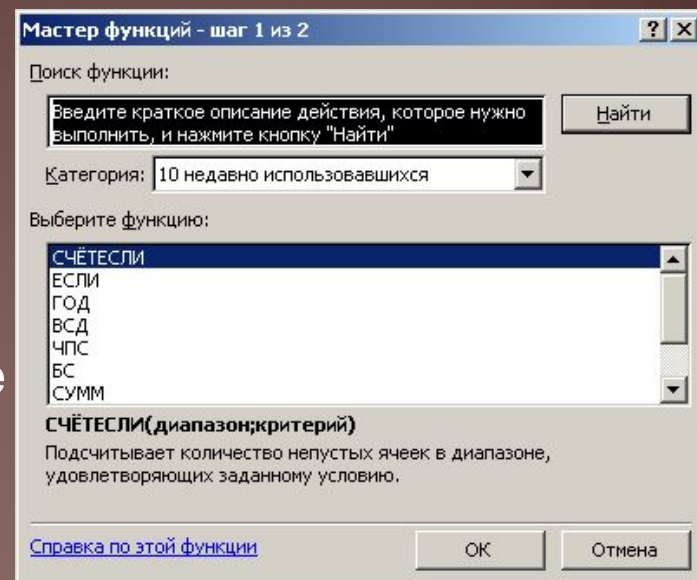 Мастер функций - шаг 1 из 2
Поиск функции:
Введите краткое описание действия, которое нужно
выполнить, и нажмите кнопку "Найти"
Найти
Категория: 10 недавно использовавшихся
Выберите функцию:
СЧЁТЕСЛИ
ЕСЛИ
ГОД
ВСД
ЧПС
БС
СУММ
е
СЧЁТЕСЛИ(диапазон;критерий)
Подсчитывает количество непустых ячеек в диапазоне,
удовлетворяющих заданному условию.
Справка по этой функции
ОК
Отмена